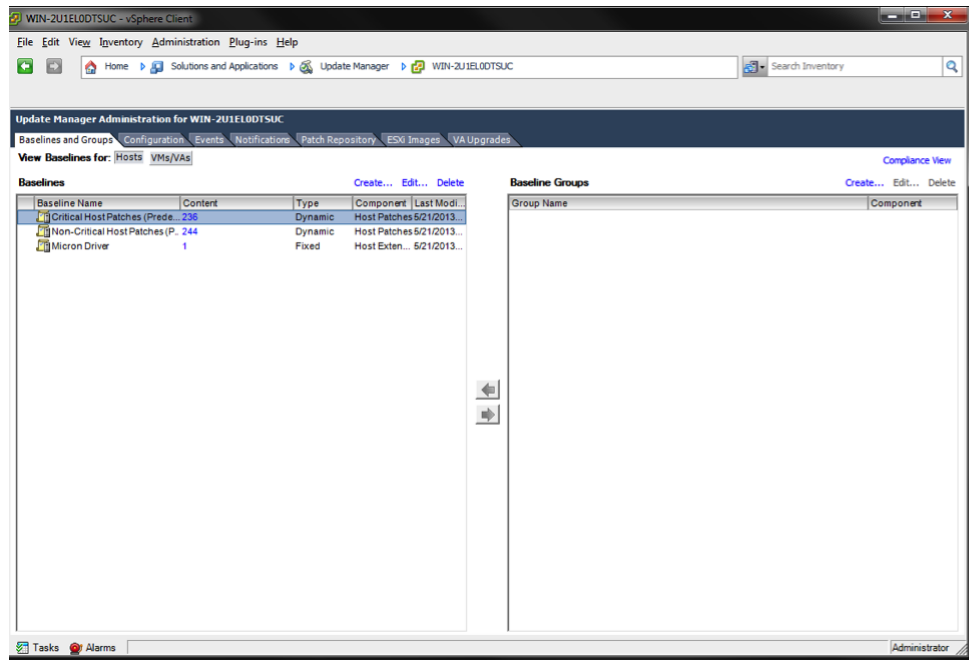 WIN-2U1EL0DTSUC - vSphere Client
File Edit View Inventory Administration Plug-ins Help
Home Solutions and Applications Update Manager WIN-2U1EL0DTSUC Search Inventory
Update Manager Administration for WIN-2U1EL0DTSUC
Baselines and Groups Configuration Events Notifications Patch Repository ESXi Images VA Upgrades
View Baselines for: Hosts VMs/VAs Compliance View
Baselines Create... Edit... Delete Baseline Groups Create... Edit... Delete
Baseline Name Content Type Component Last Modi... Group Name Component
Critical Host Patches (Prede... 236 Dynamic Host Patches 5/21/2013...
Non-Critical Host Patches (P... 244 Dynamic Host Patches 5/21/2013...
Micron Driver 1 Fixed Host Exten... 5/21/2013...
Tasks Alarms Administrator